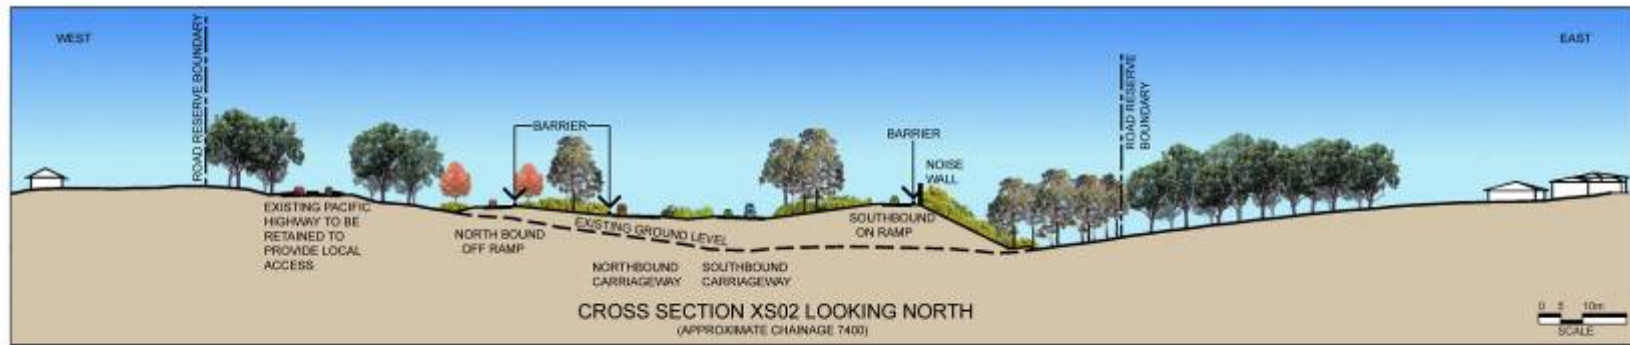 WEST
EAST
ROAD RESERVE BOUNDARY
ROAD RESERVE
BOUNDARY
BARRIER
BARRIER
NOISE
WALL
EXISTING PACIFIC
HIGHWAY TO BE
RETAINED TO
PROVIDE LOCAL
ACCESS
NORTH BOUND
OFF RAMP
EXISTING GROUND LEVEL
SOUTHBOUND
ON RAMP
NORTHBOUND
CARRIAGEWAY
SOUTHBOUND
CARRIAGEWAY
CROSS SECTION XS02 LOOKING NORTH
(APPROXIMATE CHAINAGE 7400)
0 5 10m
SCALE